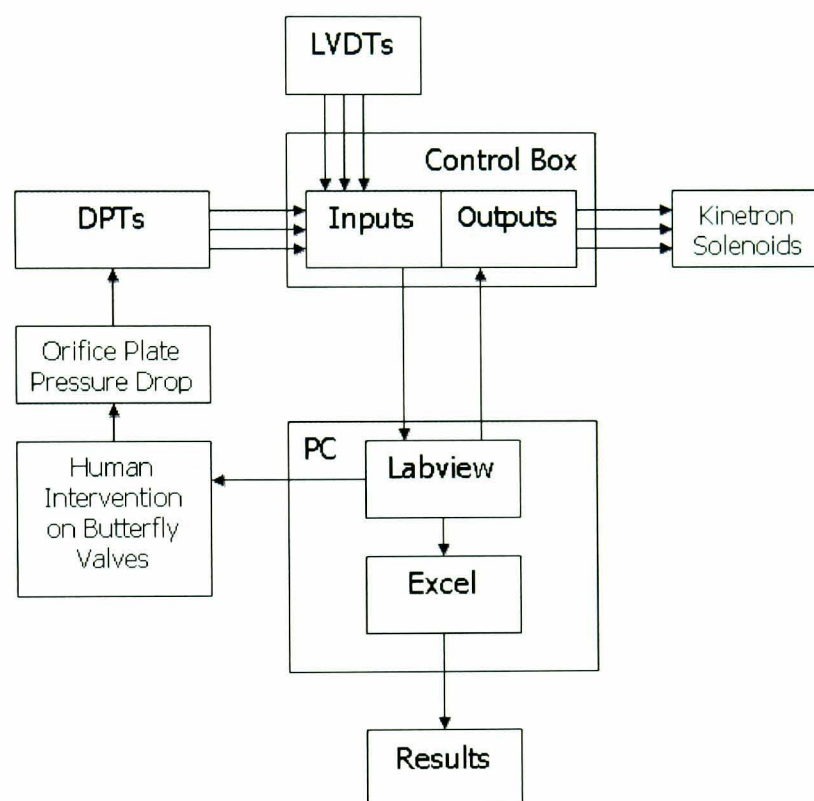 LVDTs
Control Box
DPTs
Inputs
Outputs
Kinetron
Solenoids
Orifice Plate
Pressure Drop
PC
Labview
Human
Intervention
on Butterfly
Valves
Excel
Results